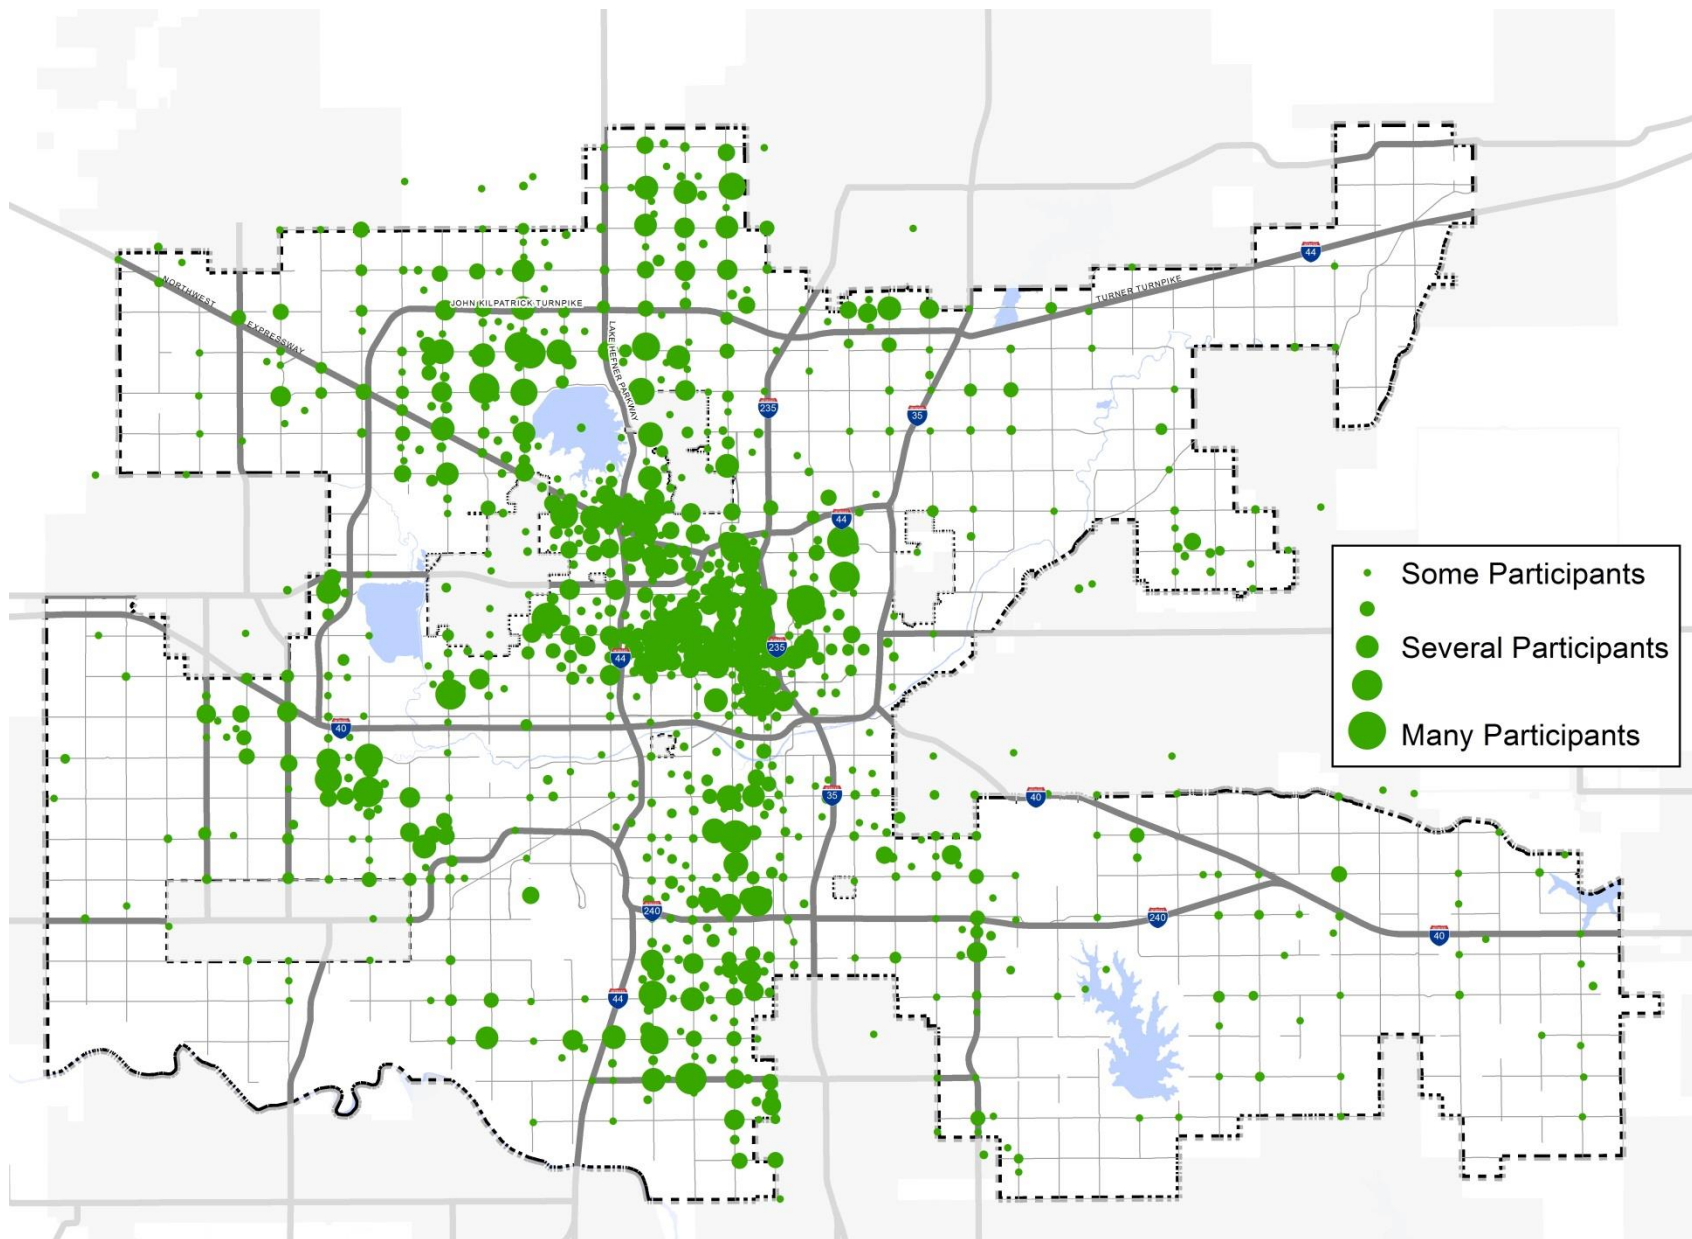 44
TURNER TURNPIKE
NORTHWEST
EXPRESSWAY
JOHN KILPATRICK TURNPIKE
LAKE HEFNER PARKWAY
235
35
44
Some Participants
Several Participants
Many Participants
235
44
40
35
40
240
240
40
44